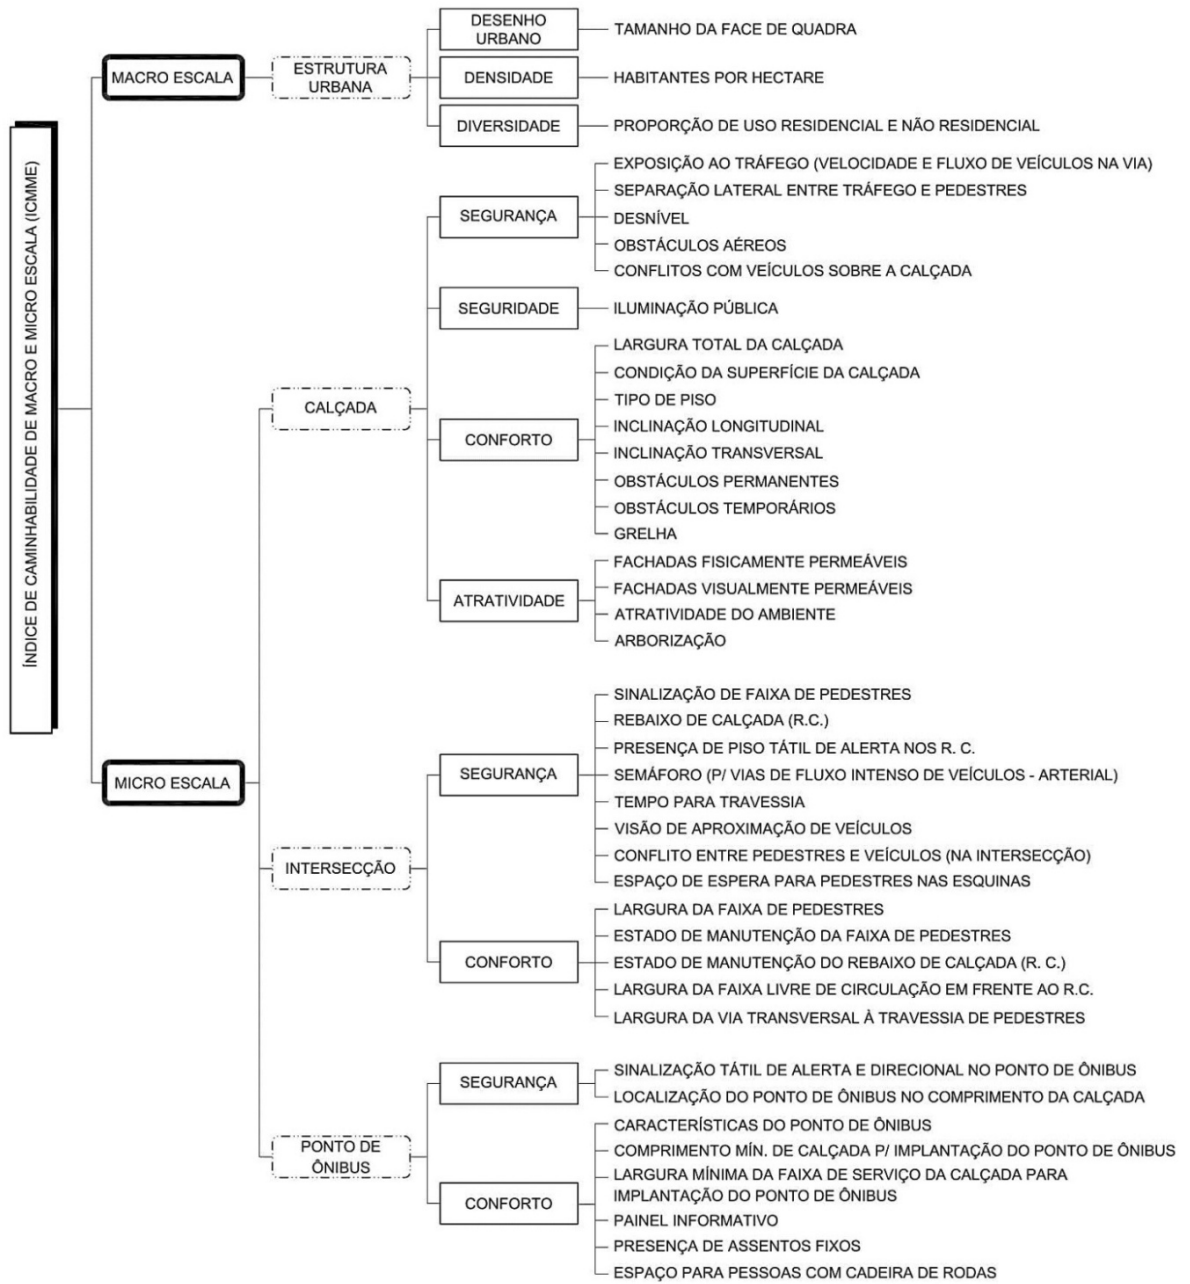 ÍNDICE DE CAMINHABILIDADE DE MACRO E MICRO ESCALA (ICMME)
MACRO ESCALA
ESTRUTURA
URBANA
DESENHO
URBANO
TAMANHO DA FACE DE QUADRA
DENSIDADE
HABITANTES POR HECTARE
DIVERSIDADE
PROPORÇÃO DE USO RESIDENCIAL E NÃO RESIDENCIAL
MICRO ESCALA
CALÇADA
SEGURANÇA
EXPOSIÇÃO AO TRÁFEGO (VELOCIDADE E FLUXO DE VEÍCULOS NA VIA)
SEPARAÇÃO LATERAL ENTRE TRÁFEGO E PEDESTRES
DESNÍVEL
OBSTÁCULOS AÉREOS
CONFLITOS COM VEÍCULOS SOBRE A CALÇADA
SEGURIDADE
ILUMINAÇÃO PÚBLICA
CONFORTO
LARGURA TOTAL DA CALÇADA
CONDIÇÃO DA SUPERFÍCIE DA CALÇADA
TIPO DE PISO
INCLINAÇÃO LONGITUDINAL
INCLINAÇÃO TRANSVERSAL
OBSTÁCULOS PERMANENTES
OBSTÁCULOS TEMPORÁRIOS
GRELHA
ATRATIVIDADE
FACHADAS FISICAMENTE PERMEÁVEIS
FACHADAS VISUALMENTE PERMEÁVEIS
ATRATIVIDADE DO AMBIENTE
ARBORIZAÇÃO
INTERSECÇÃO
SEGURANÇA
SINALIZAÇÃO DE FAIXA DE PEDESTRES
REBAIXO DE CALÇADA (R.C.)
PRESENÇA DE PISO TÁTIL DE ALERTA NOS R. C.
SEMÁFORO (P/ VIAS DE FLUXO INTENSO DE VEÍCULOS - ARTERIAL)
TEMPO PARA TRAVESSIA
VISÃO DE APROXIMAÇÃO DE VEÍCULOS
CONFLITO ENTRE PEDESTRES E VEÍCULOS (NA INTERSECÇÃO)
ESPAÇO DE ESPERA PARA PEDESTRES NAS ESQUINAS
CONFORTO
LARGURA DA FAIXA DE PEDESTRES
ESTADO DE MANUTENÇÃO DA FAIXA DE PEDESTRES
ESTADO DE MANUTENÇÃO DO REBAIXO DE CALÇADA (R. C.)
LARGURA DA FAIXA LIVRE DE CIRCULAÇÃO EM FRENTE AO R.C.
LARGURA DA VIA TRANSVERSAL À TRAVESSIA DE PEDESTRES
PONTO DE
ÔNIBUS
SEGURANÇA
SINALIZAÇÃO TÁTIL DE ALERTA E DIRECIONAL NO PONTO DE ÔNIBUS
LOCALIZAÇÃO DO PONTO DE ÔNIBUS NO COMPRIMENTO DA CALÇADA
CONFORTO
CARACTERÍSTICAS DO PONTO DE ÔNIBUS
COMPRIMENTO MÍN. DE CALÇADA P/ IMPLANTAÇÃO DO PONTO DE ÔNIBUS
LARGURA MÍNIMA DA FAIXA DE SERVIÇO DA CALÇADA PARA
IMPLANTAÇÃO DO PONTO DE ÔNIBUS
PAINEL INFORMATIVO
PRESENÇA DE ASSENTOS FIXOS
ESPAÇO PARA PESSOAS COM CADEIRA DE RODAS